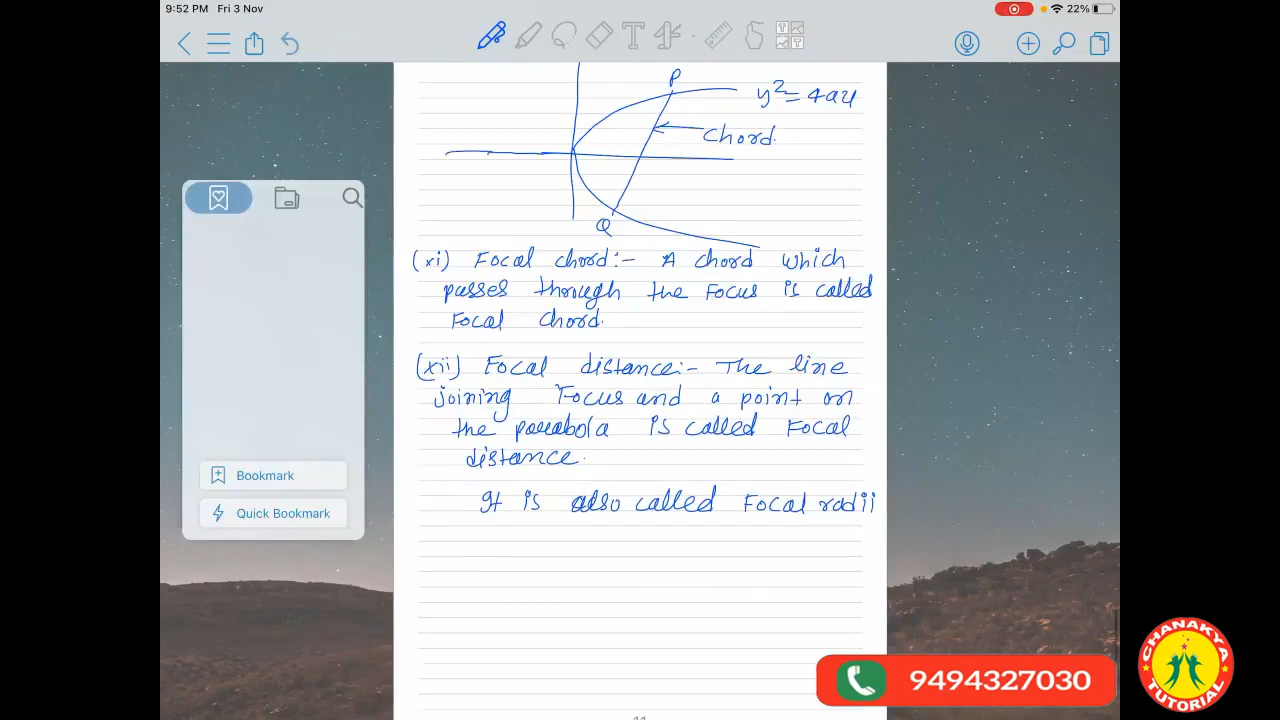 9:52 PM Fri 3 Nov
22%
P
y²=4ax
Chord.
Q
(xi) Focal chord:- A chord which
passes through the Focus is called
Focal Chord.
(xii) Focal distance:- The line
joining Focus and a point on
the parabola is called Focal
distance.
It is also called Focal radii
Bookmark
Quick Bookmark
11
9494327030
CHANAKYA
TUTORIAL